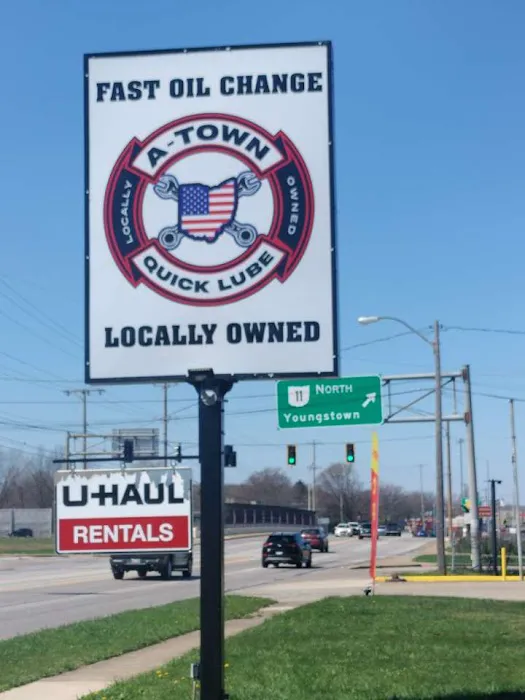 FAST OIL CHANGE
A-TOWN
LOCALLY
OWNED
QUICK LUBE
LOCALLY OWNED
11 NORTH
Youngstown
U-HAUL
RENTALS